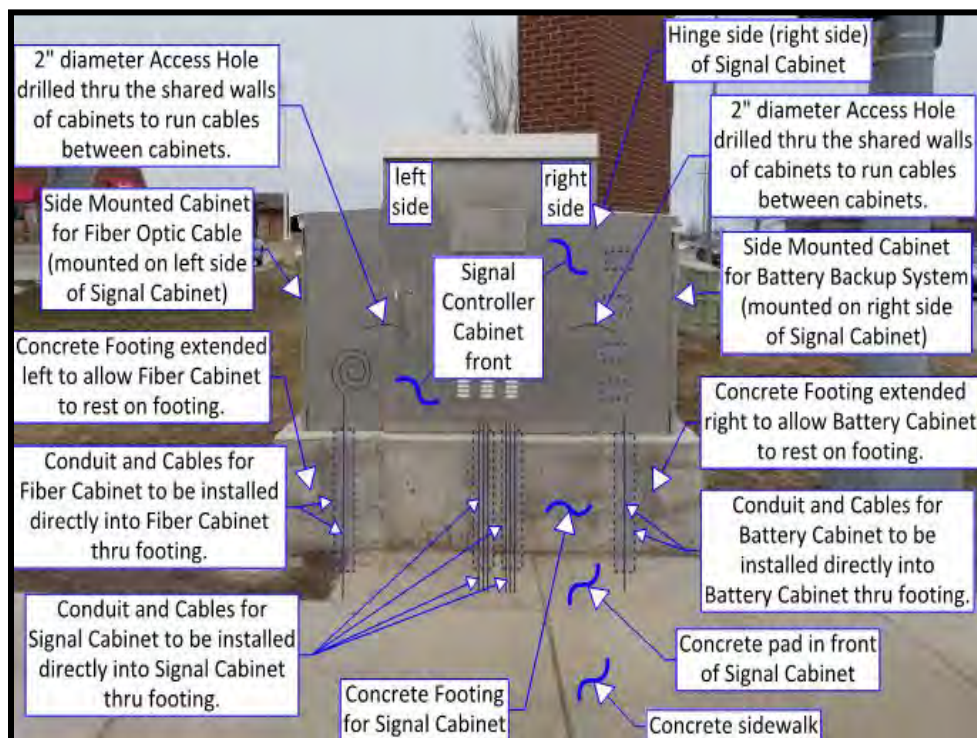 2" diameter Access Hole
drilled thru the shared walls
of cabinets to run cables
between cabinets.
Hinge side (right side)
of Signal Cabinet
2" diameter Access Hole
drilled thru the shared walls
of cabinets to run cables
between cabinets.
left
side
right
side
Side Mounted Cabinet
for Fiber Optic Cable
(mounted on left side
of Signal Cabinet)
Signal
Controller
Cabinet
front
Side Mounted Cabinet
for Battery Backup System
(mounted on right side
of Signal Cabinet)
Concrete Footing extended
left to allow Fiber Cabinet
to rest on footing.
Concrete Footing extended
right to allow Battery Cabinet
to rest on footing.
Conduit and Cables for
Fiber Cabinet to be installed
directly into Fiber Cabinet
thru footing.
Conduit and Cables for
Battery Cabinet to be
installed directly into
Battery Cabinet thru footing.
Conduit and Cables for
Signal Cabinet to be installed
directly into Signal Cabinet
thru footing.
Concrete Footing
for Signal Cabinet
Concrete pad in front
of Signal Cabinet
Concrete sidewalk